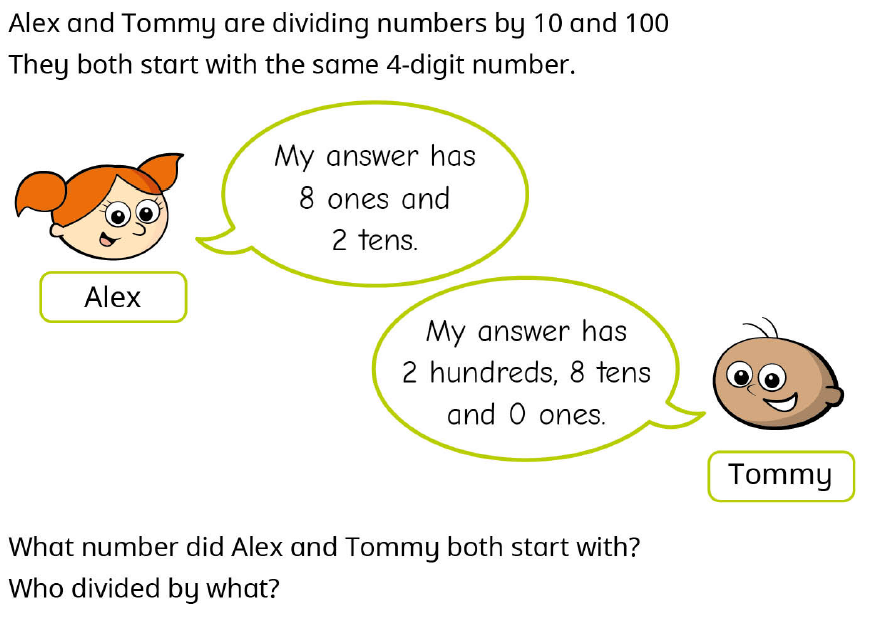 Alex and Tommy are dividing numbers by 10 and 100
They both start with the same 4-digit number.
My answer has
8 ones and
2 tens.
Alex
My answer has
2 hundreds, 8 tens
and 0 ones.
Tommy
What number did Alex and Tommy both start with?
Who divided by what?